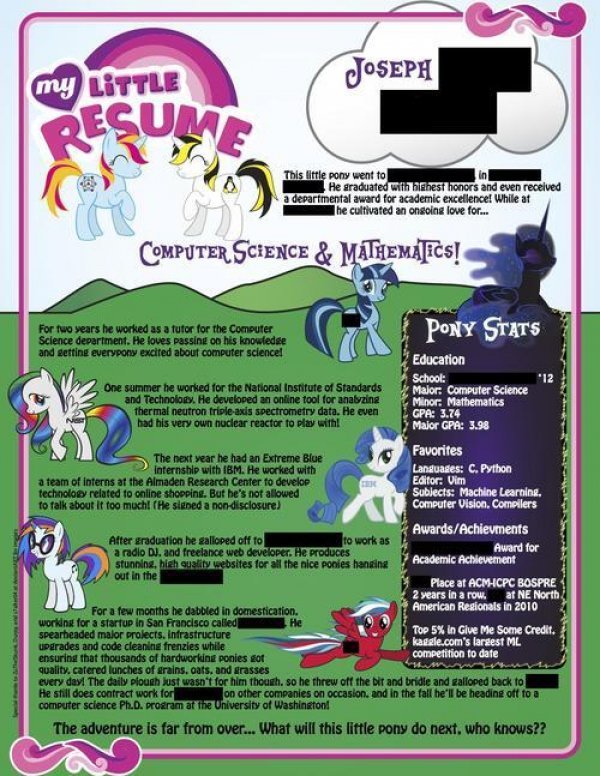 my LiTTLE
RESUME
JOSEPH
This little pony went to , in
. He graduated with highest honors and even received
a departmental award for academic excellence! While at
he cultivated an ongoing love for...
COMPUTER SCIENCE & MATHEMATICS!
For two years he worked as a tutor for the Computer
Science department. He loves passing on his knowledge
and getting everypony excited about computer science!
One summer he worked for the National Institute of Standards
and Technology. He developed an online tool for analyzing
thermal neutron triple-axis spectrometry data. He even
had his very own nuclear reactor to play with!
The next year he had an Extreme Blue
internship with IBM. He worked with
a team of interns at the Almaden Research Center to develop
technology related to online shopping. But he's not allowed
to talk about it too much! (He signed a non-disclosure)
IBM
After graduation he galloped off to to work as
a radio DJ, and freelance web developer. He produces
stunning, high quality websites for all the nice ponies hanging
out in the
For a few months he dabbled in domestication,
working for a startup in San Francisco called . He
spearheaded major projects, infrastructure
upgrades and code cleaning frenzies while
ensuring that thousands of hardworking ponies got
quality, catered lunches of grains, oats, and grasses
every day! The daily plough just wasn't for him though, so he threw off the bit and bridle and galloped back to
He still does contract work for on other companies on occasion, and in the fall he'll be heading off to a
computer science Ph.D. program at the University of Washington!
PONY STATS
Education
School: '12
Major: Computer Science
Minor: Mathematics
GPA: 3.74
Major GPA: 3.98
Favorites
Languages: C, Python
Editor: Vim
Subjects: Machine Learning,
Computer Vision, Compilers
Awards/Achievments
Award for
Academic Achievement
Place at ACM-ICPC BOSPRE
2 years in a row, at NE North
American Regionals in 2010
Top 5% in Give Me Some Credit,
kaggle.com's largest ML
competition to date
The adventure is far from over... What will this little pony do next, who knows??